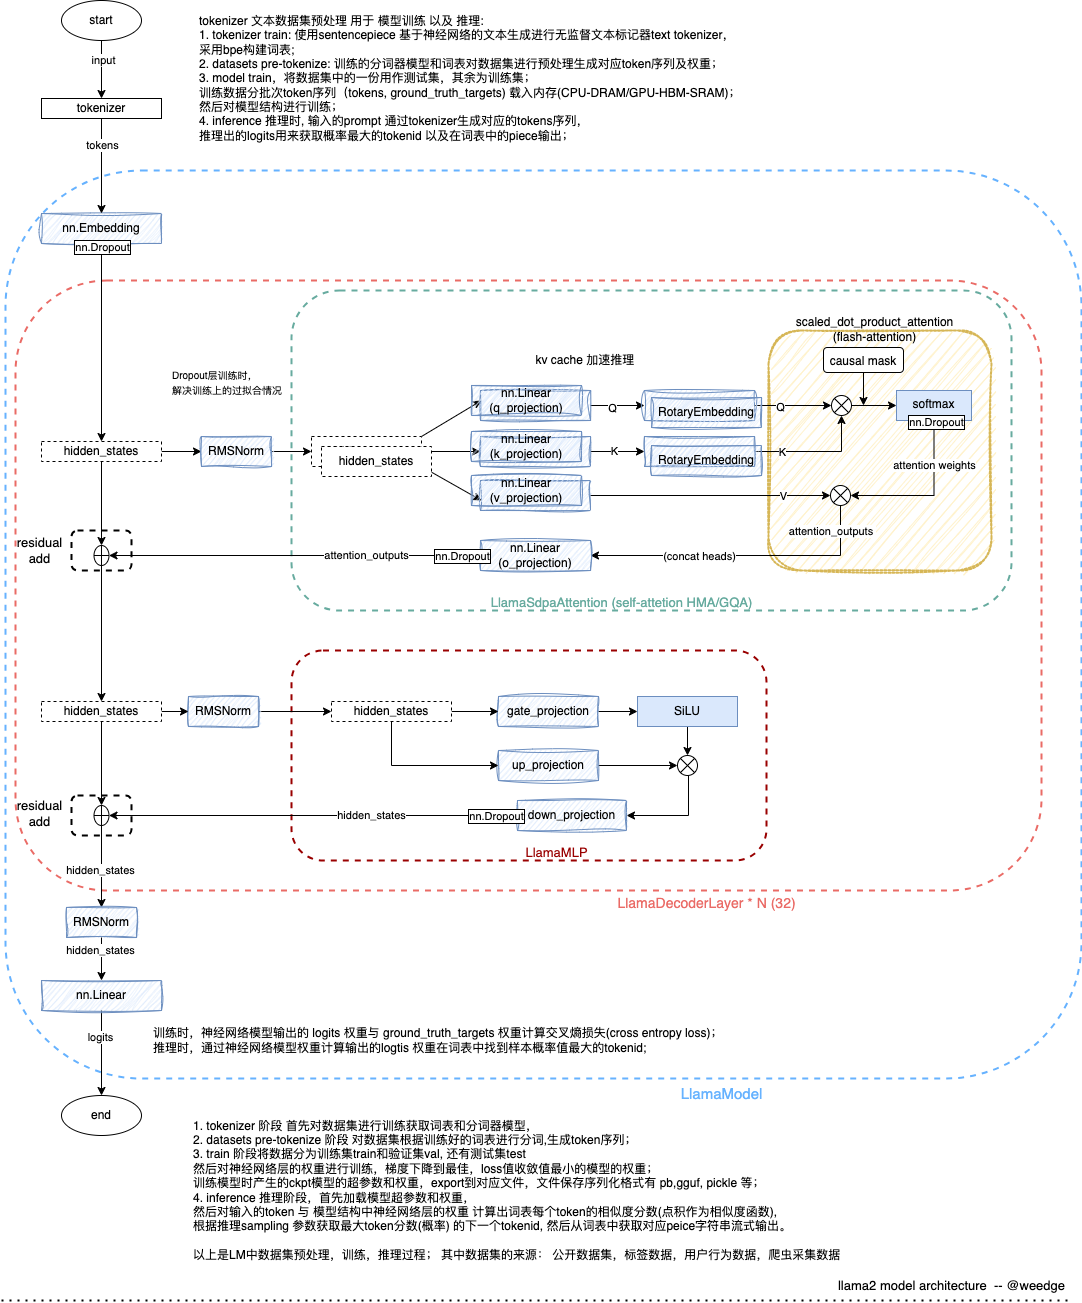 start
input
tokenizer
tokens
tokenizer 文本数据集预处理 用于 模型训练 以及 推理:
1. tokenizer train: 使用sentencepiece 基于神经网络的文本生成进行无监督文本标记器text tokenizer，
采用bpe构建词表;
2. datasets pre-tokenize: 训练的分词器模型和词表对数据集进行预处理生成对应token序列及权重；
3. model train，将数据集中的一份用作测试集，其余为训练集；
训练数据分批次token序列（tokens, ground_truth_targets) 载入内存(CPU-DRAM/GPU-HBM-SRAM)；
然后对模型结构进行训练；
4. inference 推理时, 输入的prompt 通过tokenizer生成对应的tokens序列，
推理出的logits用来获取概率最大的tokenid 以及在词表中的piece输出；
nn.Embedding
nn.Dropout
scaled_dot_product_attention
(flash-attention)
causal mask
kv cache 加速推理
Dropout层训练时，
解决训练上的过拟合情况
nn.Linear
(q_projection)
Q
RotaryEmbedding
Q
softmax
nn.Dropout
hidden_states
RMSNorm
hidden_states
nn.Linear
(k_projection)
K
RotaryEmbedding
K
attention weights
nn.Linear
(v_projection)
V
attention_outputs
residual
add
attention_outputs
nn.Dropout
nn.Linear
(o_projection)
(concat heads)
LlamaSdpaAttention (self-attetion HMA/GQA)
hidden_states
RMSNorm
hidden_states
gate_projection
SiLU
up_projection
residual
add
hidden_states
nn.Dropout
down_projection
LlamaMLP
hidden_states
LlamaDecoderLayer * N (32)
RMSNorm
hidden_states
nn.Linear
logits
训练时，神经网络模型输出的 logits 权重与 ground_truth_targets 权重计算交叉熵损失(cross entropy loss)；
推理时，通过神经网络模型权重计算输出的logtis 权重在词表中找到样本概率值最大的tokenid;
LlamaModel
end
1. tokenizer 阶段 首先对数据集进行训练获取词表和分词器模型，
2. datasets pre-tokenize 阶段 对数据集根据训练好的词表进行分词,生成token序列；
3. train 阶段将数据分为训练集train和验证集val, 还有测试集test
然后对神经网络层的权重进行训练，梯度下降到最佳，loss值收敛值最小的模型的权重；
训练模型时产生的ckpt模型的超参数和权重，export到对应文件，文件保存序列化格式有 pb,gguf, pickle 等；
4. inference 推理阶段，首先加载模型超参数和权重，
然后对输入的token 与 模型结构中神经网络层的权重 计算出词表每个token的相似度分数(点积作为相似度函数),
根据推理sampling 参数获取最大token分数(概率) 的下一个tokenid, 然后从词表中获取对应peice字符串流式输出。
以上是LM中数据集预处理，训练，推理过程； 其中数据集的来源： 公开数据集，标签数据，用户行为数据，爬虫采集数据
llama2 model architecture -- @weedge